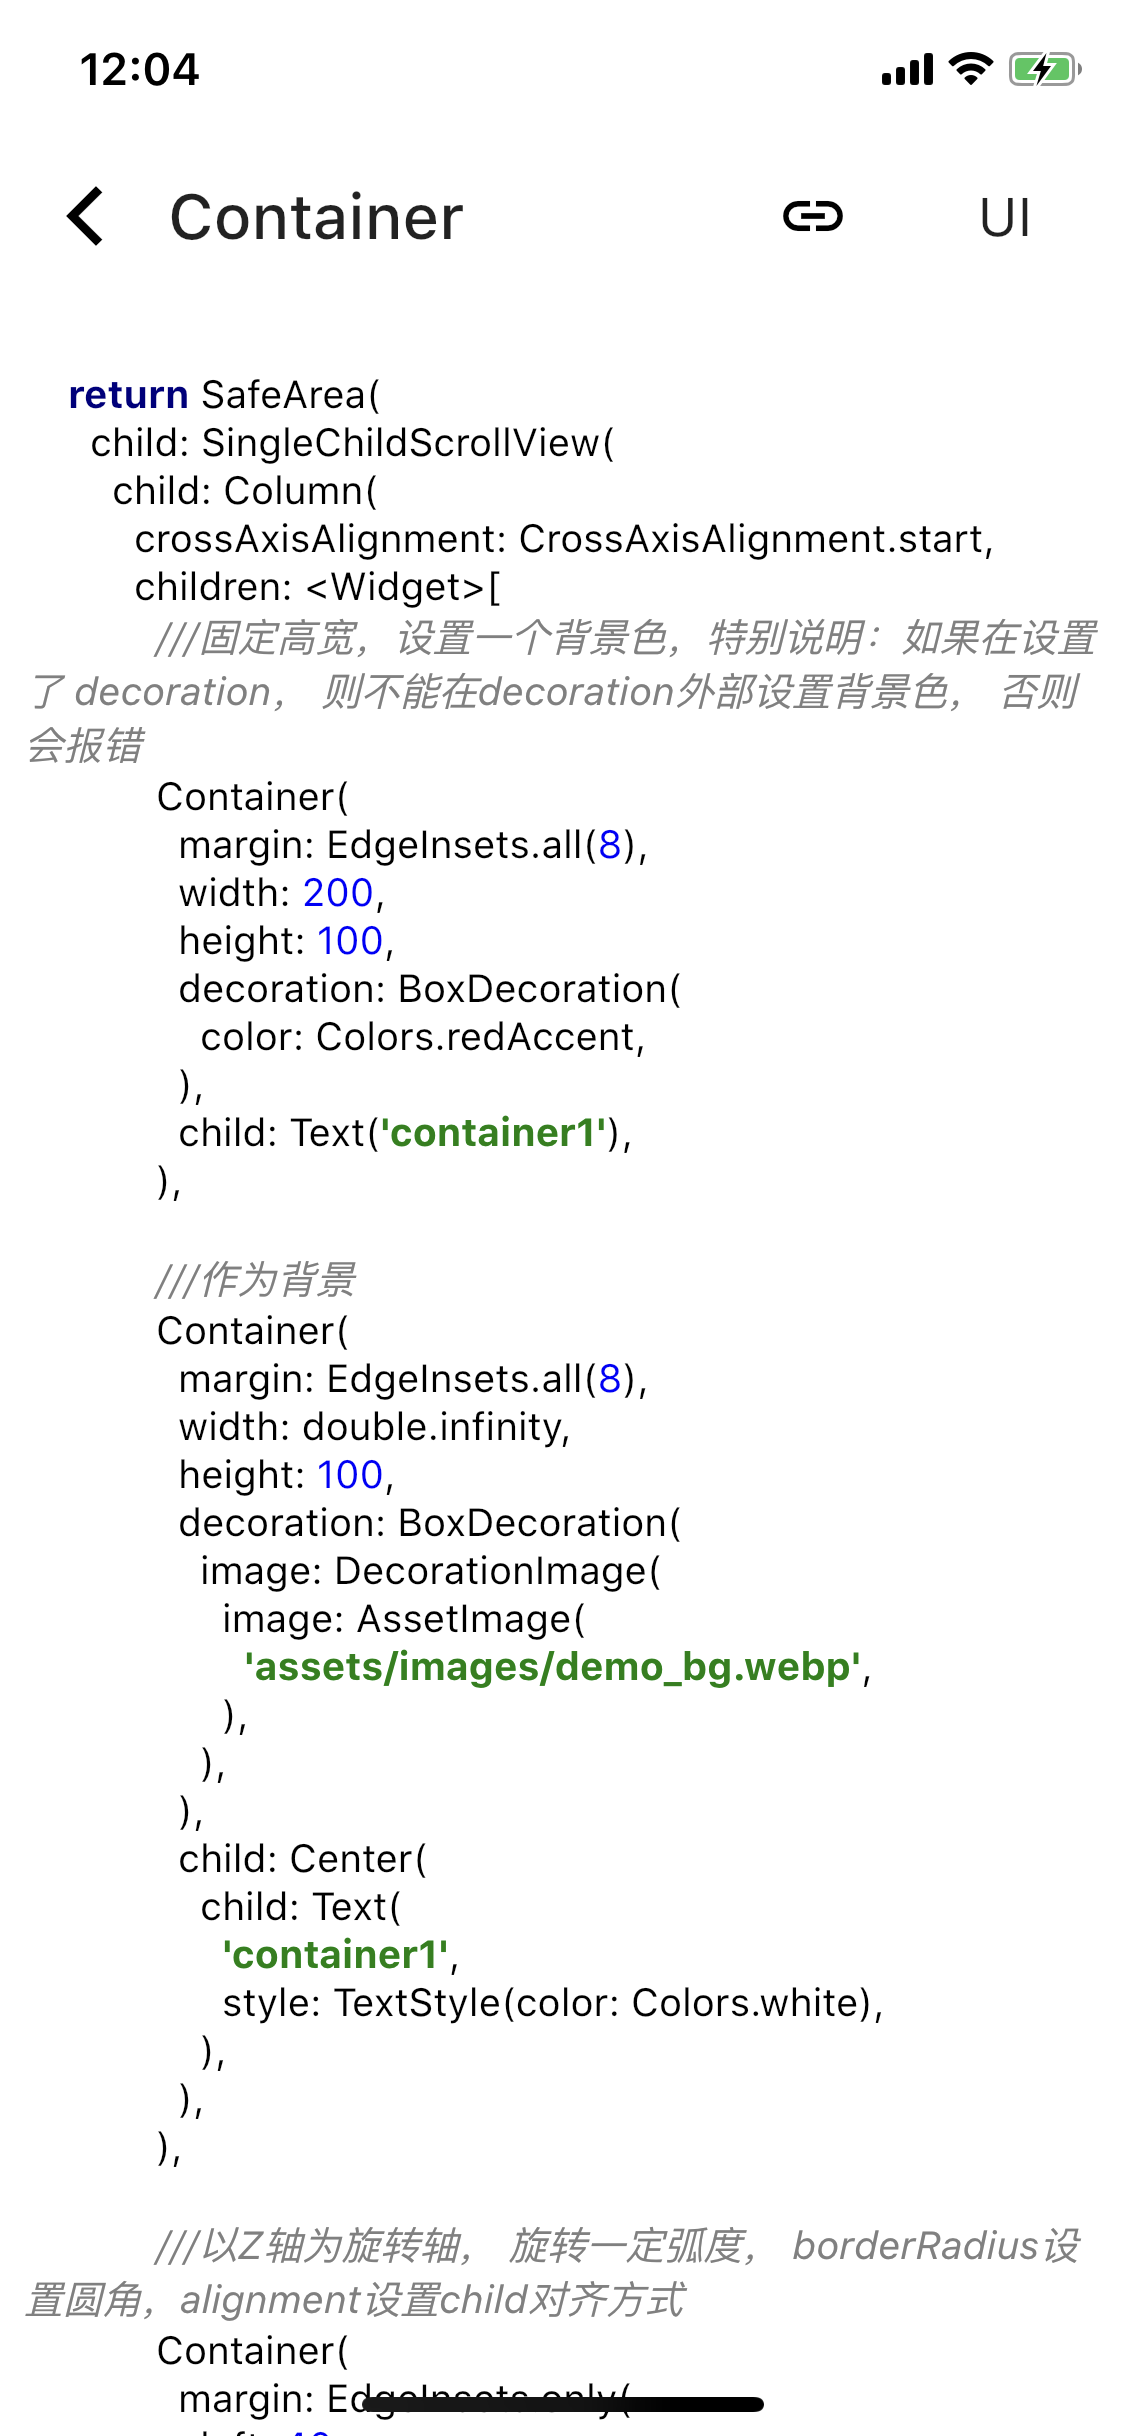 12:04
Container
UI
return SafeArea(
child: SingleChildScrollView(
child: Column(
crossAxisAlignment: CrossAxisAlignment.start,
children: <Widget>[
///固定高宽，设置一个背景色，特别说明：如果在设置
了 decoration， 则不能在decoration外部设置背景色， 否则
会报错
Container(
margin: EdgeInsets.all(8),
width: 200,
height: 100,
decoration: BoxDecoration(
color: Colors.redAccent,
),
child: Text('container1'),
),
///作为背景
Container(
margin: EdgeInsets.all(8),
width: double.infinity,
height: 100,
decoration: BoxDecoration(
image: DecorationImage(
image: AssetImage(
'assets/images/demo_bg.webp',
),
),
),
child: Center(
child: Text(
'container1',
style: TextStyle(color: Colors.white),
),
),
),
///以Z轴为旋转轴， 旋转一定弧度， borderRadius设
置圆角，alignment设置child对齐方式
Container(
margin: EdgeInsets.only(